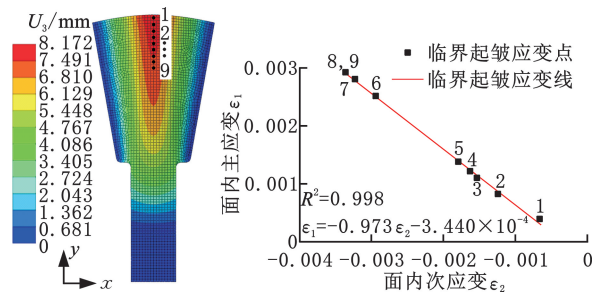 U₃/mm
8.172
7.491
6.810
6.129
5.448
4.767
4.086
3.405
2.724
2.043
1.362
0.681
0
y
x
1
2
9
面内主应变ε₁
0.003
0.002
0.001
0
-0.004 -0.003 -0.002 -0.001 0
面内次应变ε₂
临界起皱应变点
临界起皱应变线
8,9
7
6
5
4
3
2
1
R²=0.998
ε₁=-0.973ε₂-3.440×10⁻⁴